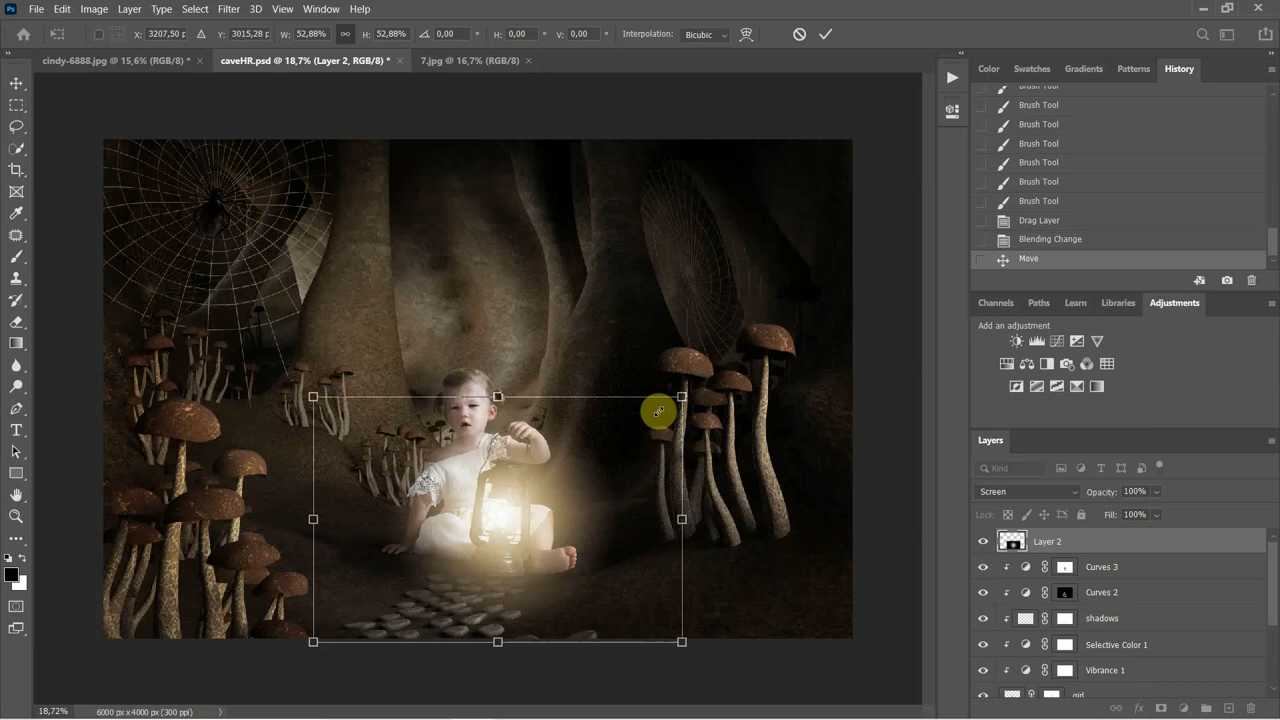 Ps File Edit Image Layer Type Select Filter 3D View Window Help
X: 3207,50 p Y: 3015,28 p W: 52,88% H: 52,88% 0,00 ° H: 0,00 ° V: 0,00 ° Interpolation: Bicubic
cindy-6888.jpg @ 15,6% (RGB/8) * × caveHR.psd @ 18,7% (Layer 2, RGB/8) * × 7.jpg @ 16,7% (RGB/8) ×
Color Swatches Gradients Patterns History
Brush Tool
Brush Tool
Brush Tool
Brush Tool
Brush Tool
Brush Tool
Brush Tool
Drag Layer
Blending Change
Move
Channels Paths Learn Libraries Adjustments
Add an adjustment
Layers
Kind
Screen Opacity: 100%
Lock: Fill: 100%
Layer 2
Curves 3
Curves 2
shadows
Selective Color 1
Vibrance 1
girl
18,72% 6000 px x 4000 px (300 ppi)